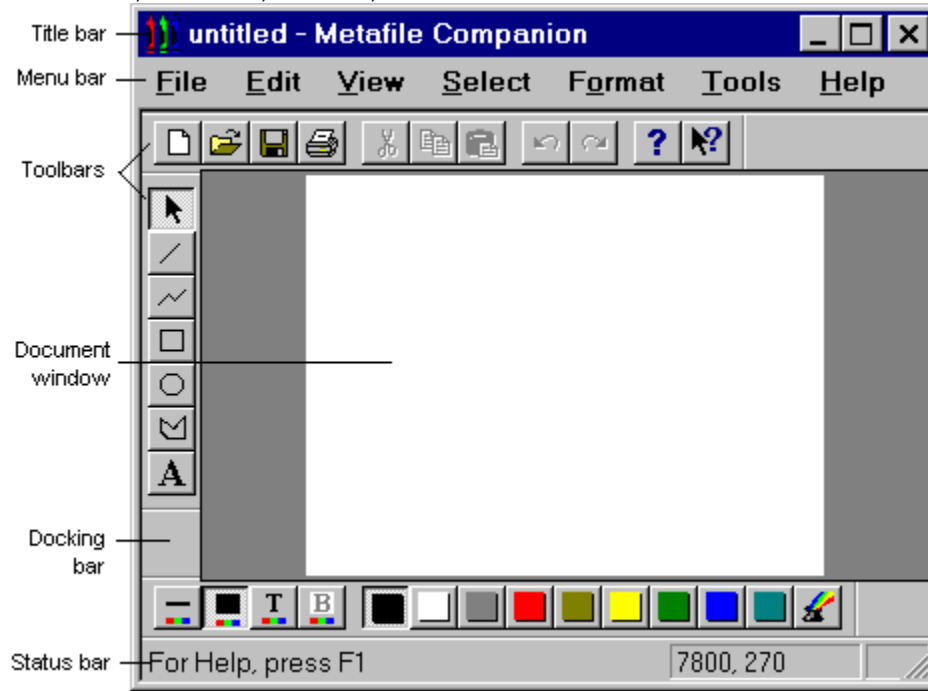 Title bar
untitled - Metafile Companion
Menu bar
File Edit View Select Format Tools Help
Toolbars
? ?
Document
window
A
Docking
bar
T B
Status bar
For Help, press F1
7800, 270